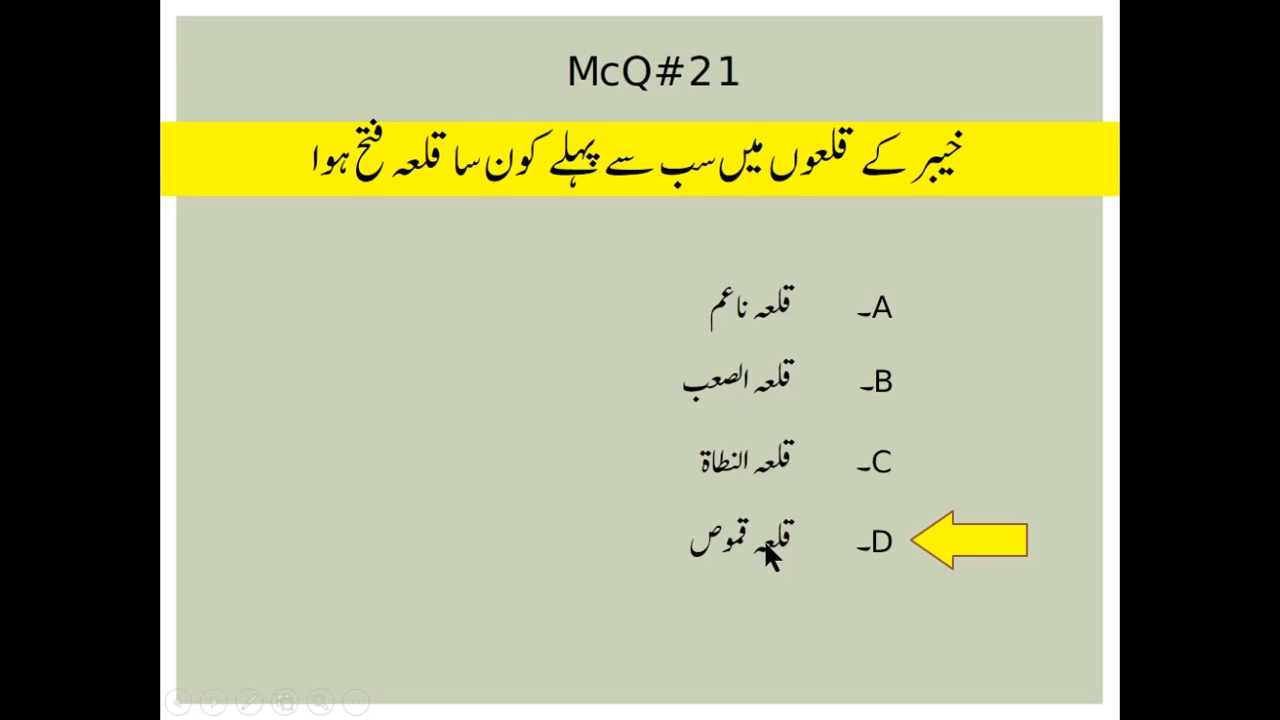 McQ#21
خیبر کے قلعوں میں سب سے پہلے کون سا قلعہ فتح ہوا
A۔ قلعہ ناعم
B۔ قلعہ الصعب
C۔ قلعہ النطاۃ
D۔ قلعہ قموص